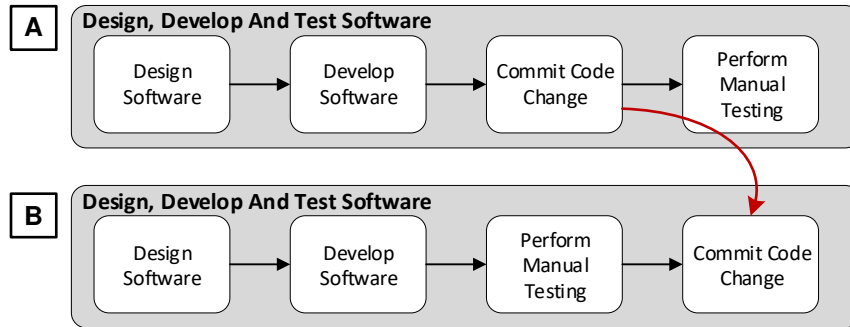 A
Design, Develop And Test Software
Design
Software
Develop
Software
Commit Code
Change
Perform
Manual
Testing
B
Design, Develop And Test Software
Design
Software
Develop
Software
Perform
Manual
Testing
Commit Code
Change